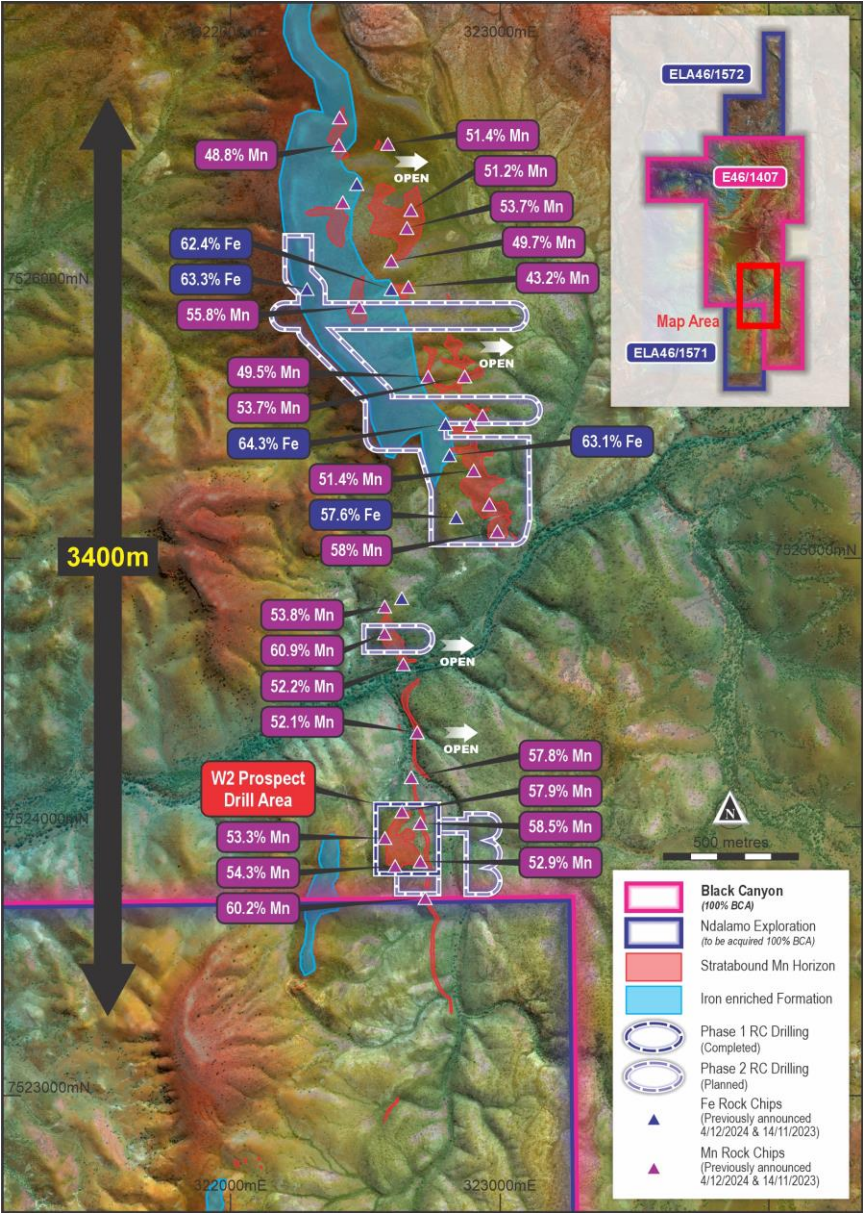 322000mE
323000mE
ELA46/1572
48.8% Mn
51.4% Mn
OPEN
51.2% Mn
E46/1407
53.7% Mn
62.4% Fe
49.7% Mn
63.3% Fe
43.2% Mn
7526000mN
55.8% Mn
Map Area
OPEN
ELA46/1571
49.5% Mn
53.7% Mn
64.3% Fe
63.1% Fe
51.4% Mn
57.6% Fe
58% Mn
3400m
7525000mN
53.8% Mn
60.9% Mn
OPEN
52.2% Mn
52.1% Mn
OPEN
57.8% Mn
W2 Prospect
Drill Area
57.9% Mn
7524000mN
58.5% Mn
53.3% Mn
N
500 metres
52.9% Mn
54.3% Mn
60.2% Mn
Black Canyon
(100% BCA)
Ndalamo Exploration
(to be acquired 100% BCA)
Stratabound Mn Horizon
Iron enriched Formation
Phase 1 RC Drilling
(Completed)
Phase 2 RC Drilling
(Planned)
Fe Rock Chips
(Previously announced
4/12/2024 & 14/11/2023)
Mn Rock Chips
(Previously announced
4/12/2024 & 14/11/2023)
7523000mN
322000mE
323000mE